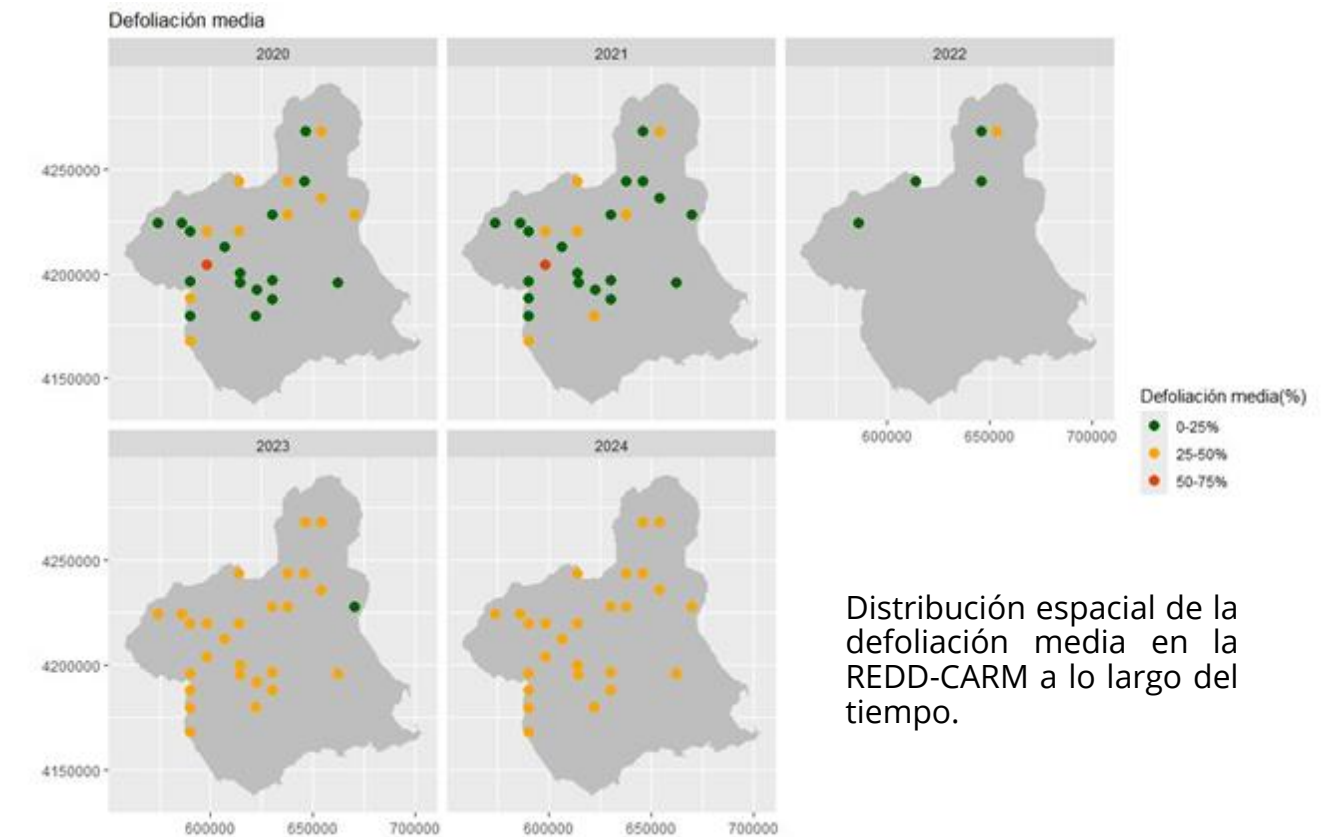 Defoliación media
2020
2021
2022
4250000
4200000
4150000
600000 650000 700000
Defoliación media(%)
0-25%
25-50%
50-75%
2023
2024
4250000
4200000
4150000
600000 650000 700000
600000 650000 700000
Distribución espacial de la
defoliación media en la
REDD-CARM a lo largo del
tiempo.